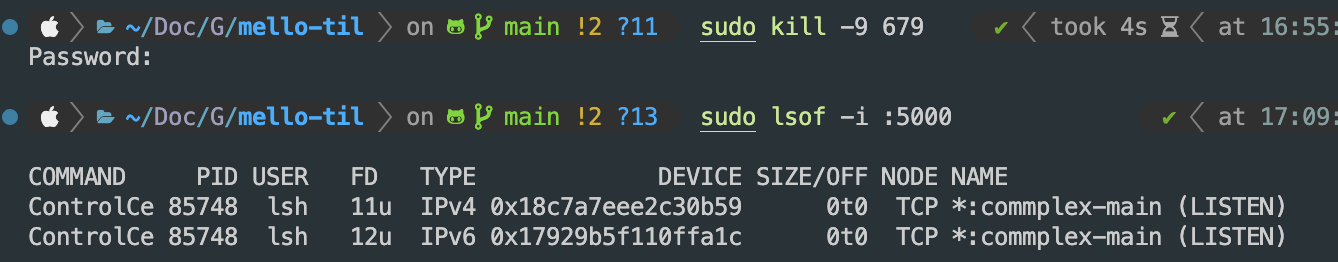 ~/Doc/G/mello-til on main !2 ?11 sudo kill -9 679 ✔ took 4s at 16:55:
Password:
~/Doc/G/mello-til on main !2 ?13 sudo lsof -i :5000 ✔ at 17:09:
COMMAND PID USER FD TYPE DEVICE SIZE/OFF NODE NAME
ControlCe 85748 lsh 11u IPv4 0x18c7a7eee2c30b59 0t0 TCP *:commplex-main (LISTEN)
ControlCe 85748 lsh 12u IPv6 0x17929b5f110ffa1c 0t0 TCP *:commplex-main (LISTEN)